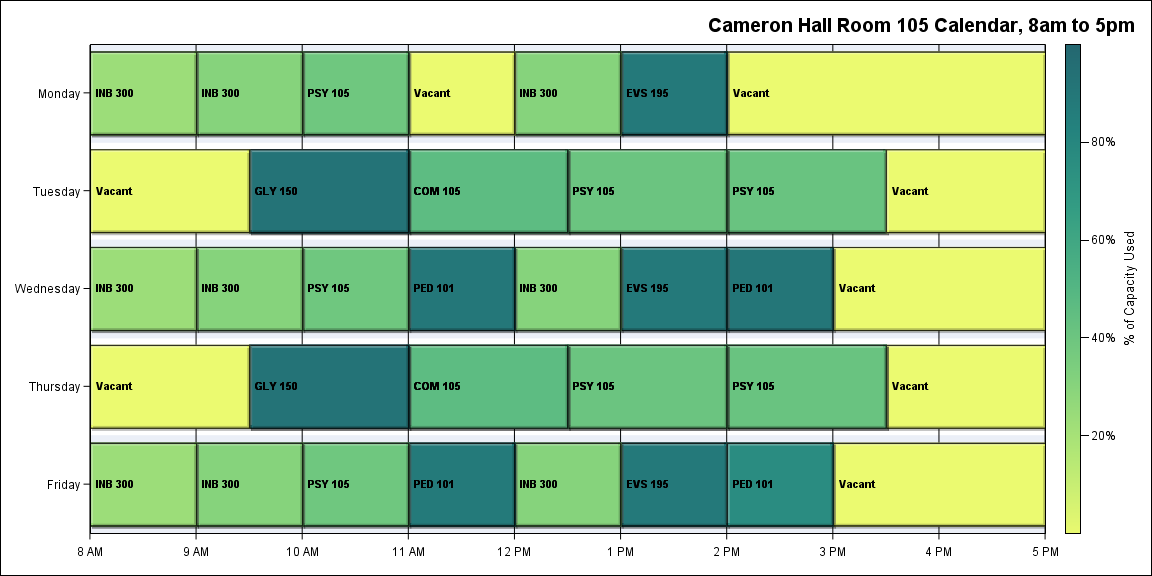 Cameron Hall Room 105 Calendar, 8am to 5pm
Monday
INB 300
INB 300
PSY 105
Vacant
INB 300
EVS 195
Vacant
Tuesday
Vacant
GLY 150
COM 105
PSY 105
PSY 105
Vacant
Wednesday
INB 300
INB 300
PSY 105
PED 101
INB 300
EVS 195
PED 101
Vacant
Thursday
Vacant
GLY 150
COM 105
PSY 105
PSY 105
Vacant
Friday
INB 300
INB 300
PSY 105
PED 101
INB 300
EVS 195
PED 101
Vacant
8 AM
9 AM
10 AM
11 AM
12 PM
1 PM
2 PM
3 PM
4 PM
5 PM
80%
60%
40%
20%
% of Capacity Used